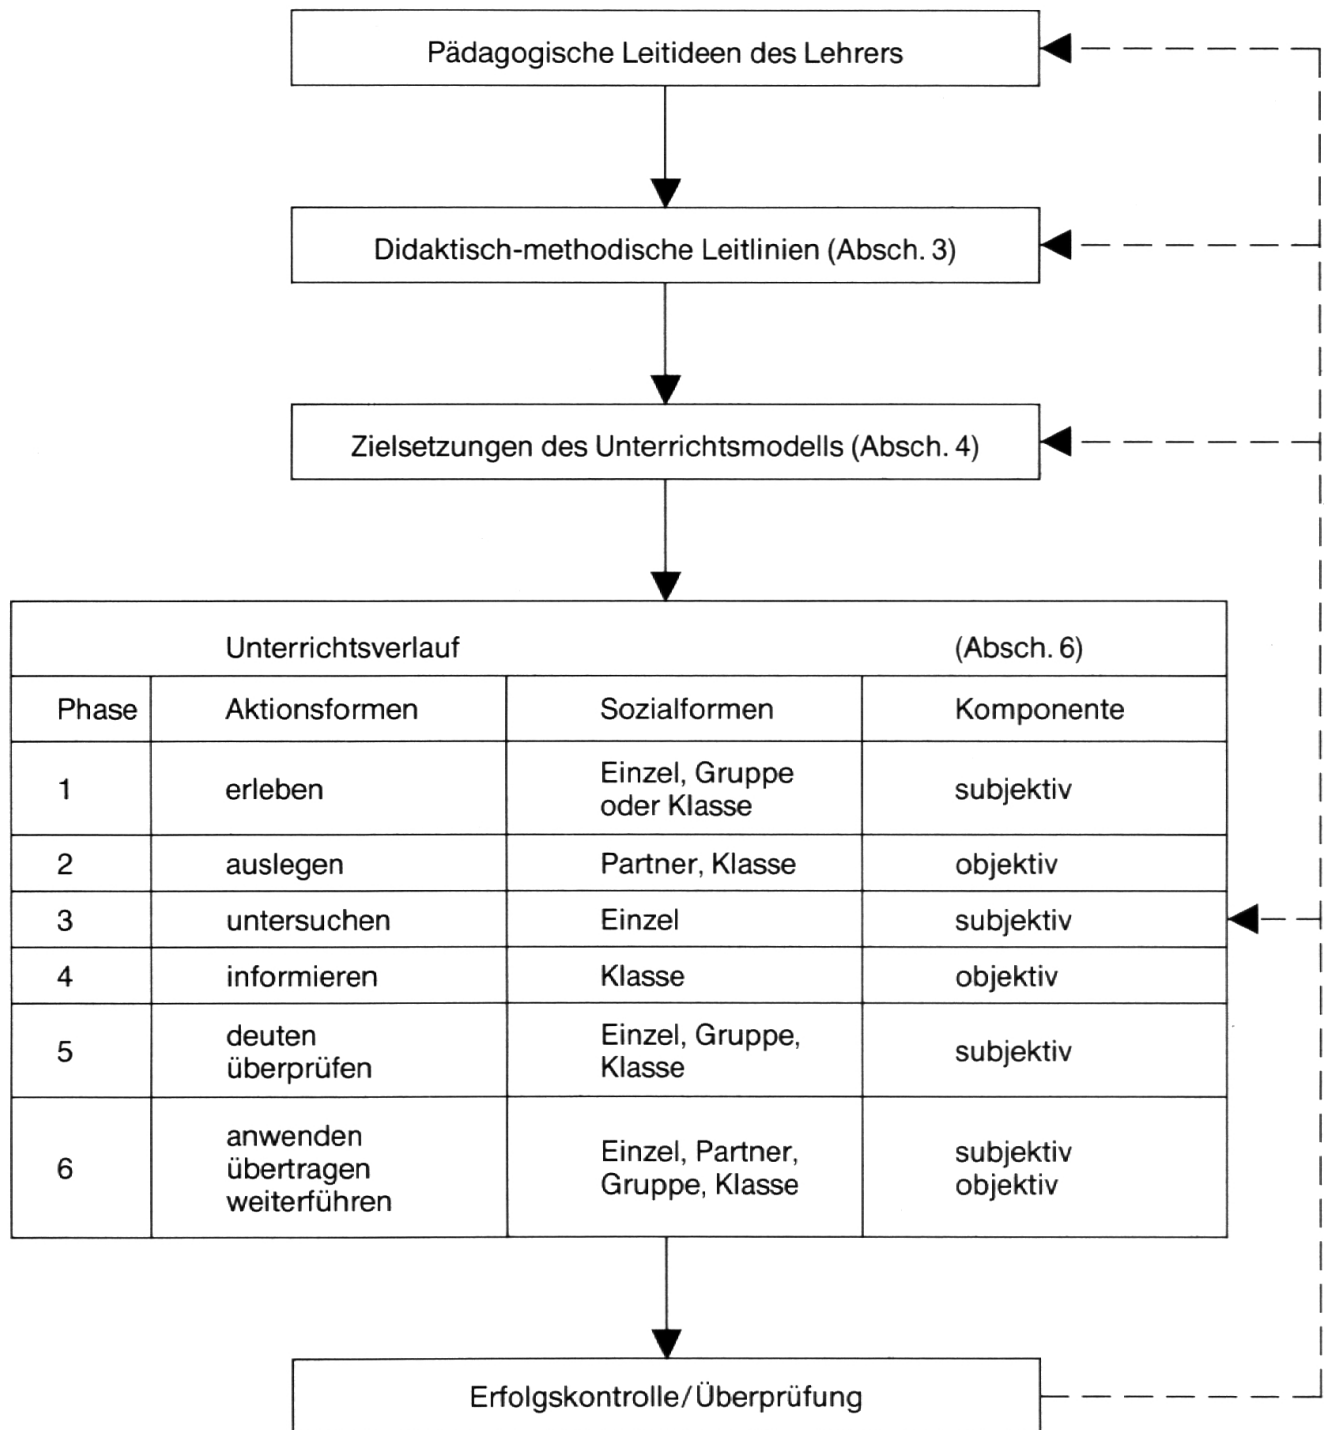 Pädagogische Leitideen des Lehrers
Didaktisch-methodische Leitlinien (Absch. 3)
Zielsetzungen des Unterrichtsmodells (Absch. 4)
Unterrichtsverlauf (Absch. 6)
Phase Aktionsformen Sozialformen Komponente
1 erleben Einzel, Gruppe oder Klasse subjektiv
2 auslegen Partner, Klasse objektiv
3 untersuchen Einzel subjektiv
4 informieren Klasse objektiv
5 deuten überprüfen Einzel, Gruppe, Klasse subjektiv
6 anwenden übertragen weiterführen Einzel, Partner, Gruppe, Klasse subjektiv objektiv
Erfolgskontrolle/Überprüfung